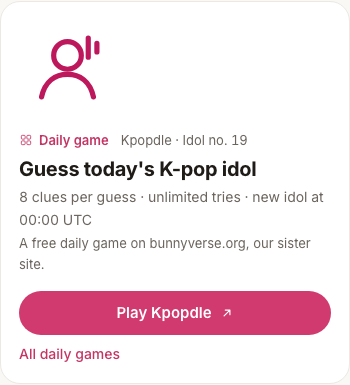 Daily game Kpopdle · Idol no. 19
Guess today's K-pop idol
8 clues per guess · unlimited tries · new idol at
00:00 UTC
A free daily game on bunnyverse.org, our sister
site.
Play Kpopdle ↗
All daily games